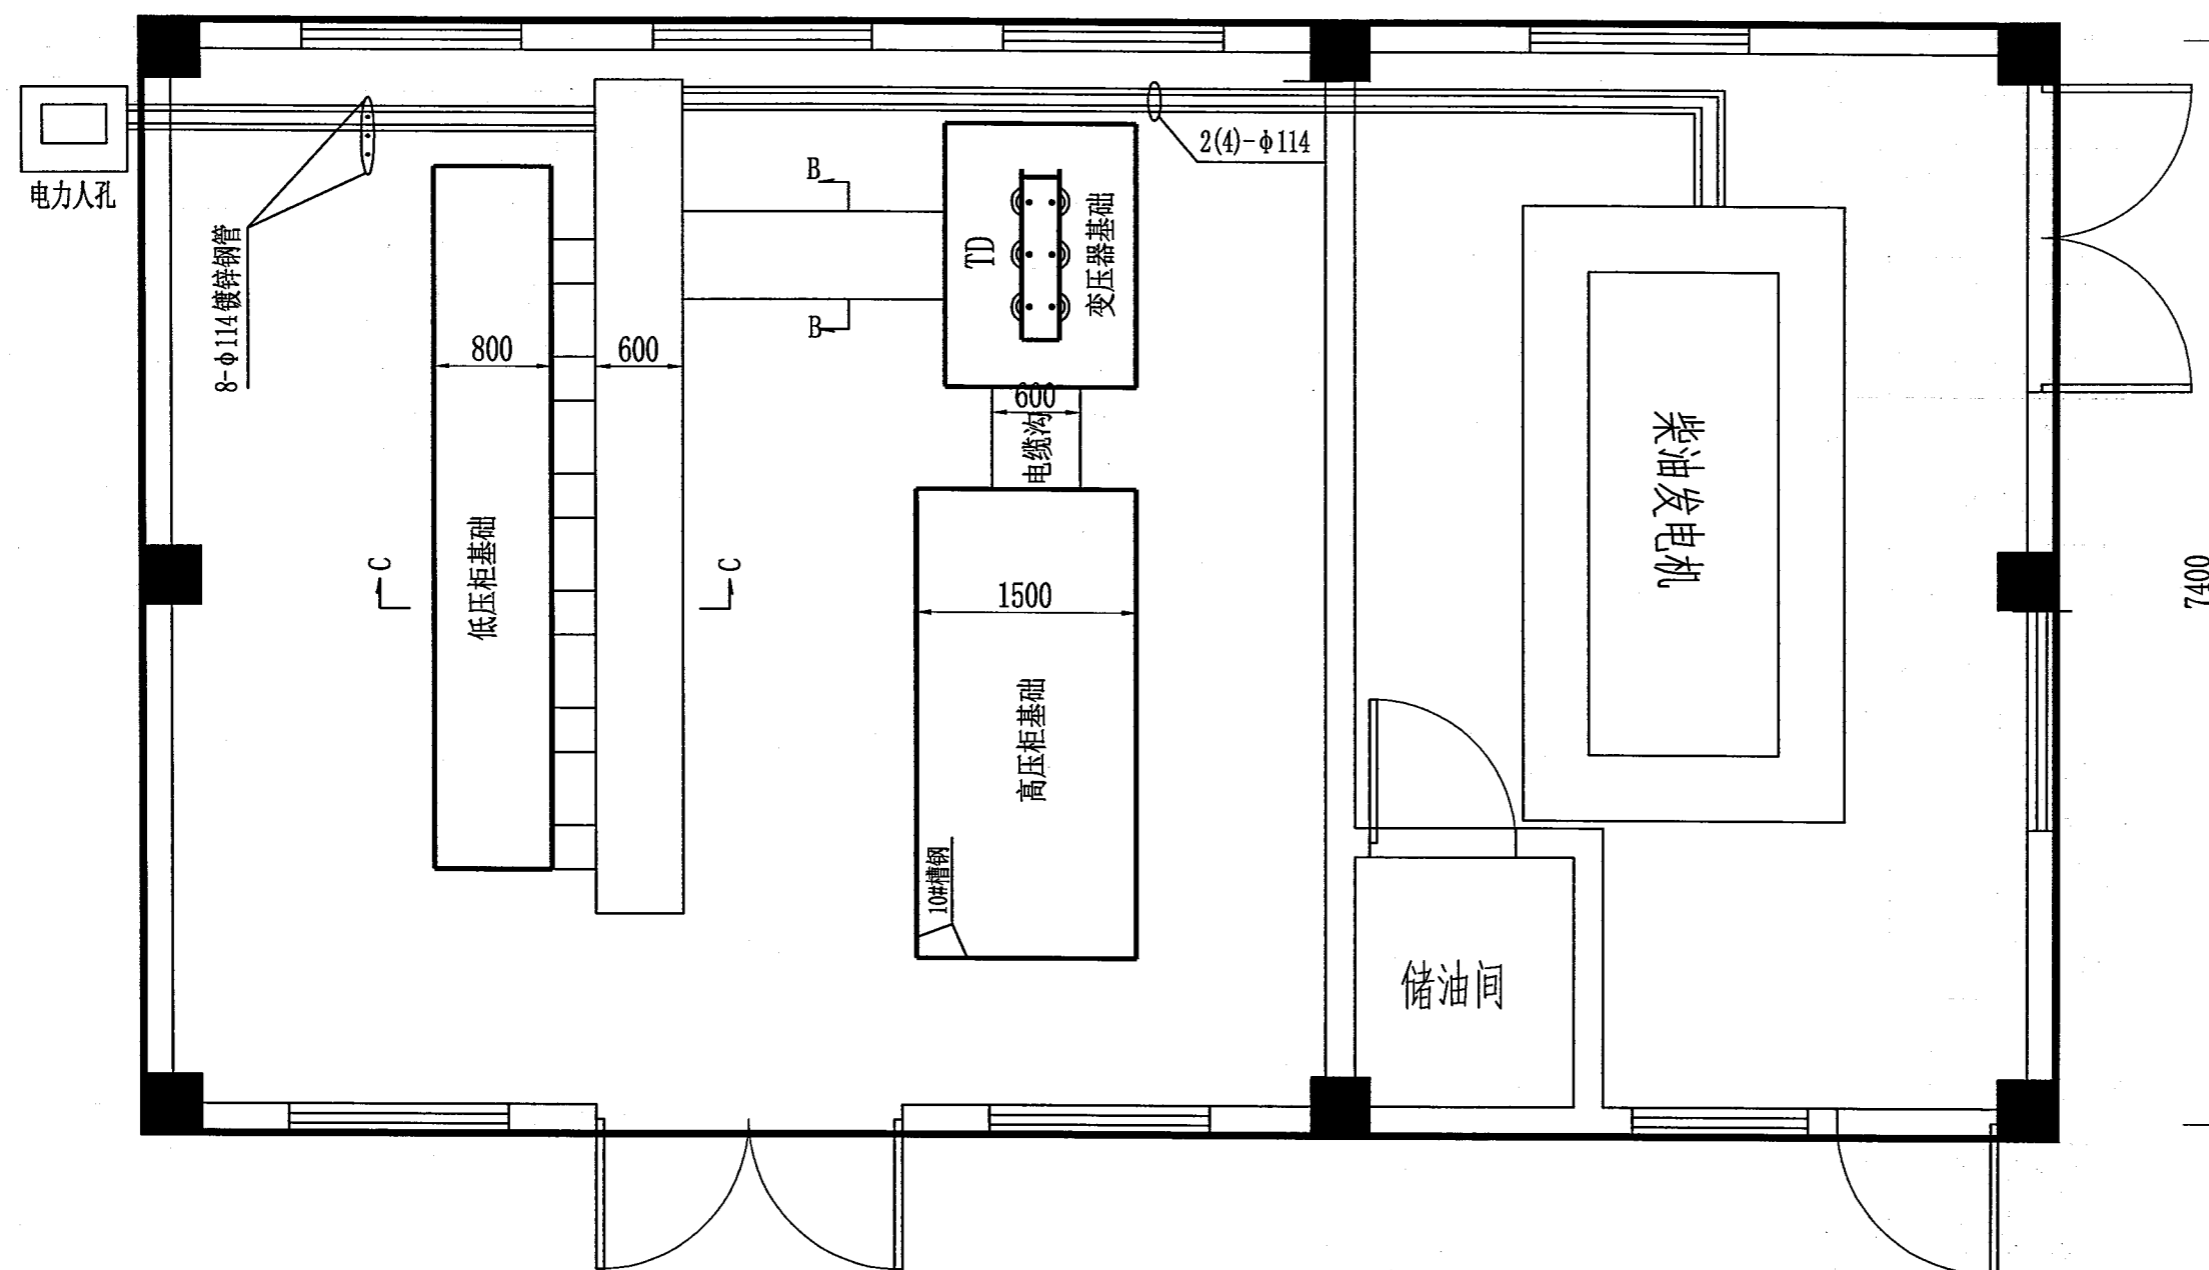 电力人孔
8-φ114镀锌钢管
2(4)-φ114
B
B
TD
变压器基础
800
600
600
电缆沟
低压柜基础
C
C
1500
高压柜基础
10#槽钢
柴油发电机
储油间
7400